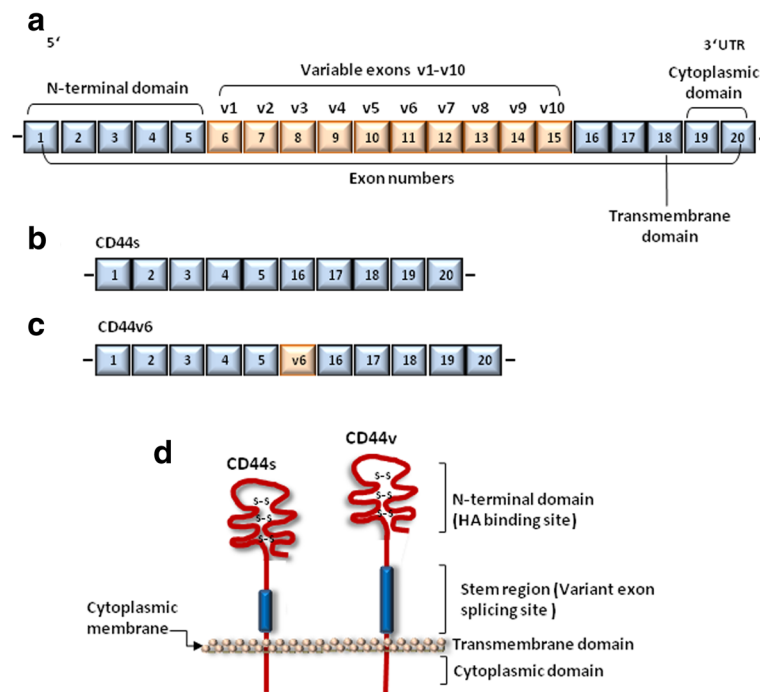 a
5‘
3‘UTR
Variable exons v1-v10
Cytoplasmic
domain
N-terminal domain
v1 v2 v3 v4 v5 v6 v7 v8 v9 v10
1 2 3 4 5 6 7 8 9 10 11 12 13 14 15 16 17 18 19 20
Exon numbers
Transmembrane
domain
b
CD44s
1 2 3 4 5 16 17 18 19 20
c
CD44v6
1 2 3 4 5 v6 16 17 18 19 20
d
CD44s
CD44v
S-S
S-S
S-S
S-S
S-S
S-S
N-terminal domain
(HA binding site)
Stem region (Variant exon
splicing site )
Cytoplasmic
membrane
Transmembrane domain
Cytoplasmic domain